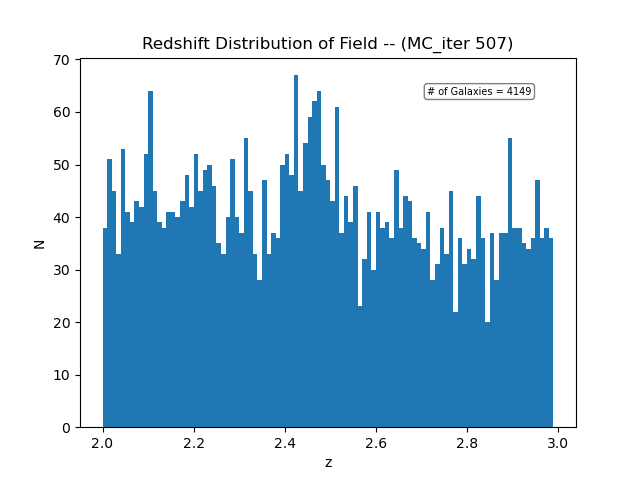 Redshift Distribution of Field -- (MC_iter 507)
# of Galaxies = 4149
70
60
50
40
30
20
10
0
N
2.0 2.2 2.4 2.6 2.8 3.0
z